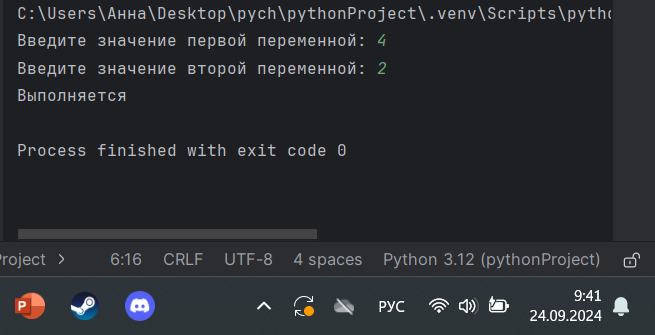 C:\Users\Анна\Desktop\pych\pythonProject\.venv\Scripts\pytho
Введите значение первой переменной: 4
Введите значение второй переменной: 2
Выполняется
Process finished with exit code 0
Project > 6:16 CRLF UTF-8 4 spaces Python 3.12 (pythonProject)
P РУС 9:41
24.09.2024